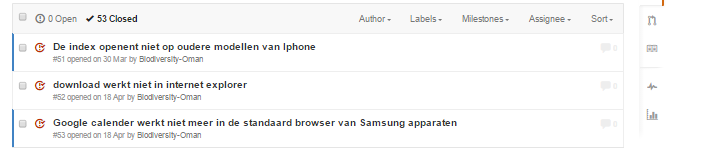 0 Open 53 Closed Author Labels Milestones Assignee Sort
De index openent niet op oudere modellen van Iphone 0
#51 opened on 30 Mar by Biodiversity-Oman
download werkt niet in internet explorer 0
#52 opened on 18 Apr by Biodiversity-Oman
Google calender werkt niet meer in de standaard browser van Samsung apparaten 0
#53 opened on 18 Apr by Biodiversity-Oman